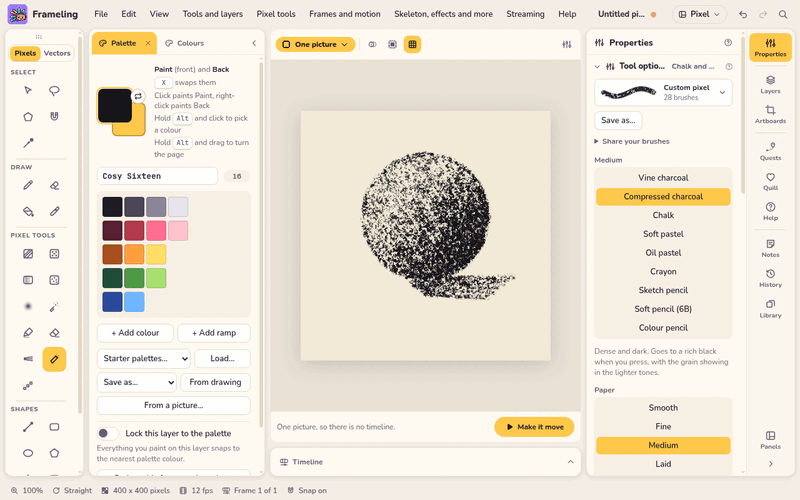 Frameling
File Edit View Tools and layers Pixel tools Frames and motion Skeleton, effects and more Streaming Help
Untitled pi...
Pixel
Pixels Vectors
SELECT
DRAW
PIXEL TOOLS
SHAPES
Palette
Colours
Paint (front) and Back
X swaps them
Click paints Paint, right-
click paints Back
Hold Alt and click to pick
a colour
Hold Alt and drag to turn
the page
Cosy Sixteen 16
+ Add colour + Add ramp
Starter palettes... Load...
Save as... From drawing
From a picture...
Lock this layer to the palette
Everything you paint on this layer snaps to
the nearest palette colour.
One picture
One picture, so there is no timeline.
Make it move
Timeline
Properties
Tool optio... Chalk and ...
Custom pixel
28 brushes
Save as...
Share your brushes
Medium
Vine charcoal
Compressed charcoal
Chalk
Soft pastel
Oil pastel
Crayon
Sketch pencil
Soft pencil (6B)
Colour pencil
Dense and dark. Goes to a rich black
when you press, with the grain showing
in the lighter tones.
Paper
Smooth
Fine
Medium
Laid
Properties
Layers
Artboards
Quests
Quill
Help
Notes
History
Library
Panels
100% Straight 400 x 400 pixels 12 fps Frame 1 of 1 Snap on